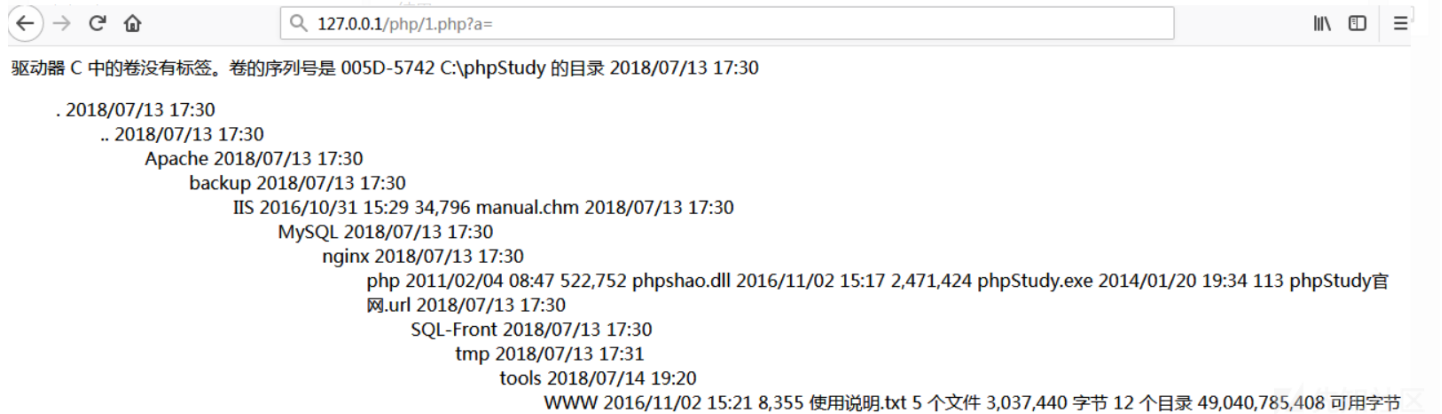 127.0.0.1/php/1.php?a=
驱动器 C 中的卷没有标签。卷的序列号是 005D-5742 C:\phpStudy 的目录 2018/07/13 17:30
. 2018/07/13 17:30
.. 2018/07/13 17:30
Apache 2018/07/13 17:30
backup 2018/07/13 17:30
IIS 2016/10/31 15:29 34,796 manual.chm 2018/07/13 17:30
MySQL 2018/07/13 17:30
nginx 2018/07/13 17:30
php 2011/02/04 08:47 522,752 phpshao.dll 2016/11/02 15:17 2,471,424 phpStudy.exe 2014/01/20 19:34 113 phpStudy官
网.url 2018/07/13 17:30
SQL-Front 2018/07/13 17:30
tmp 2018/07/13 17:31
tools 2018/07/14 19:20
WWW 2016/11/02 15:21 8,355 使用说明.txt 5 个文件 3,037,440 字节 12 个目录 49,040,785,408 可用字节